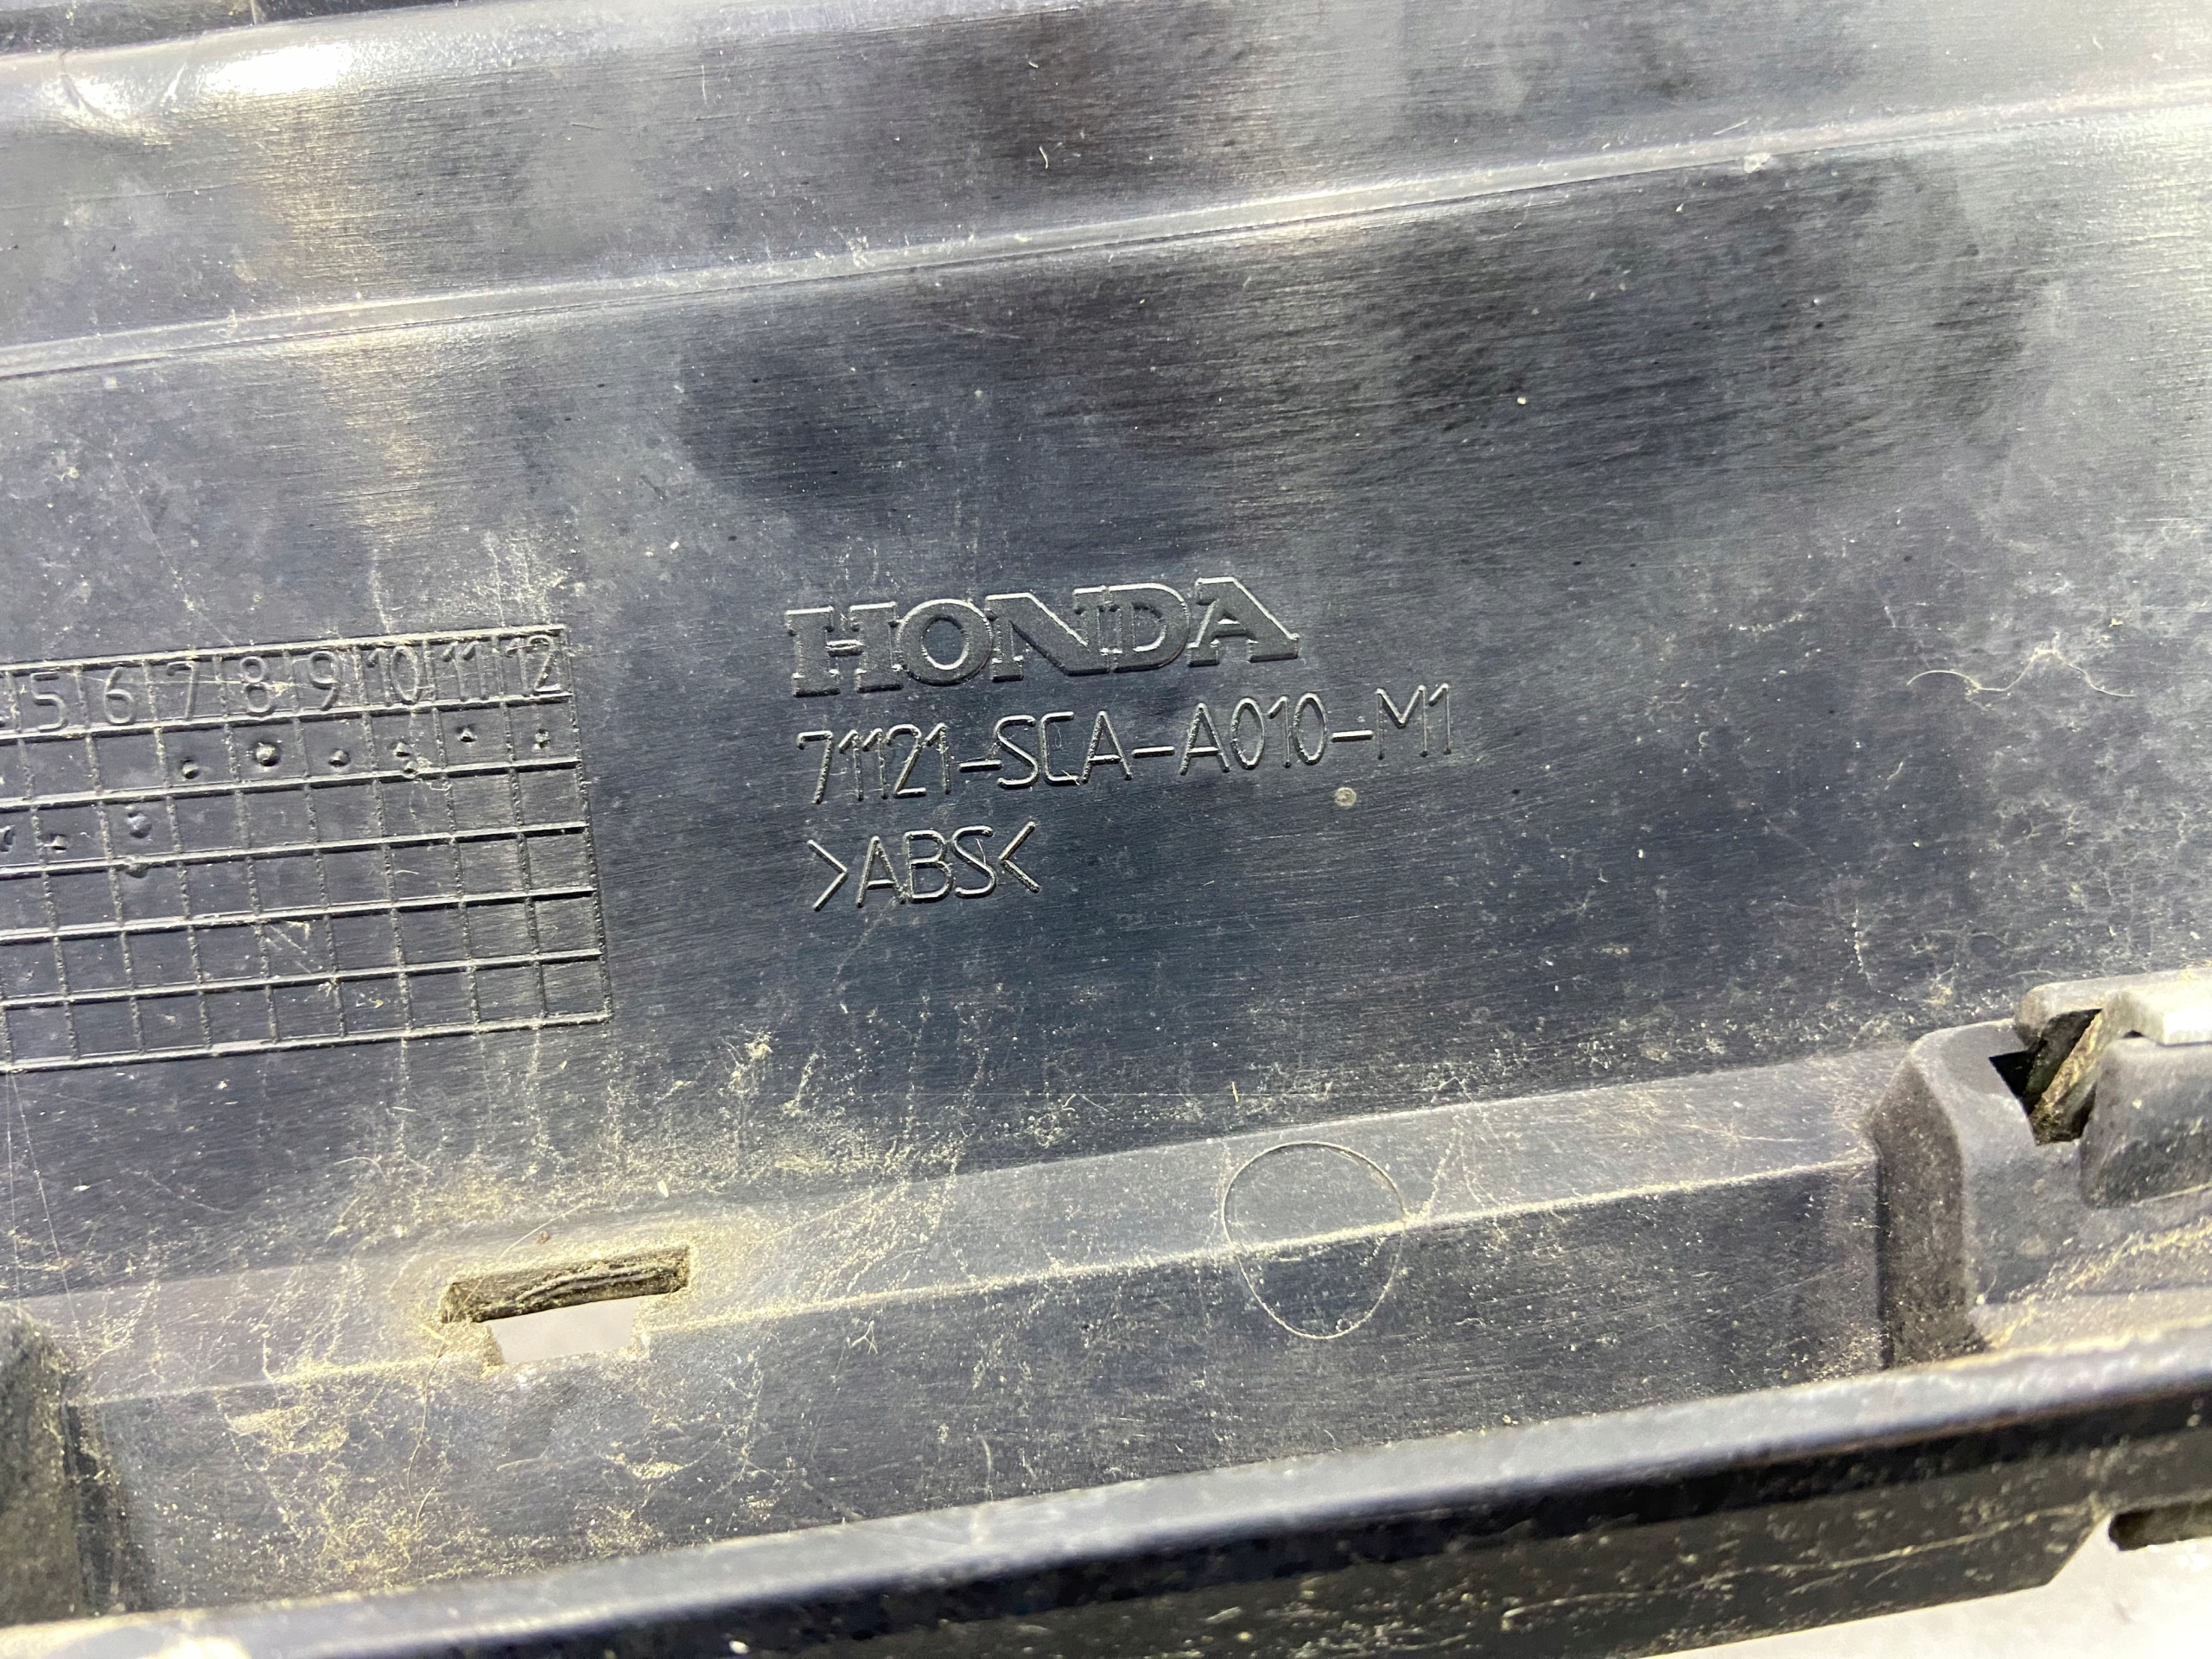 HONDA
71121-SCA-A010-M1
>ABS<
5 6 7 8 9 10 11 12